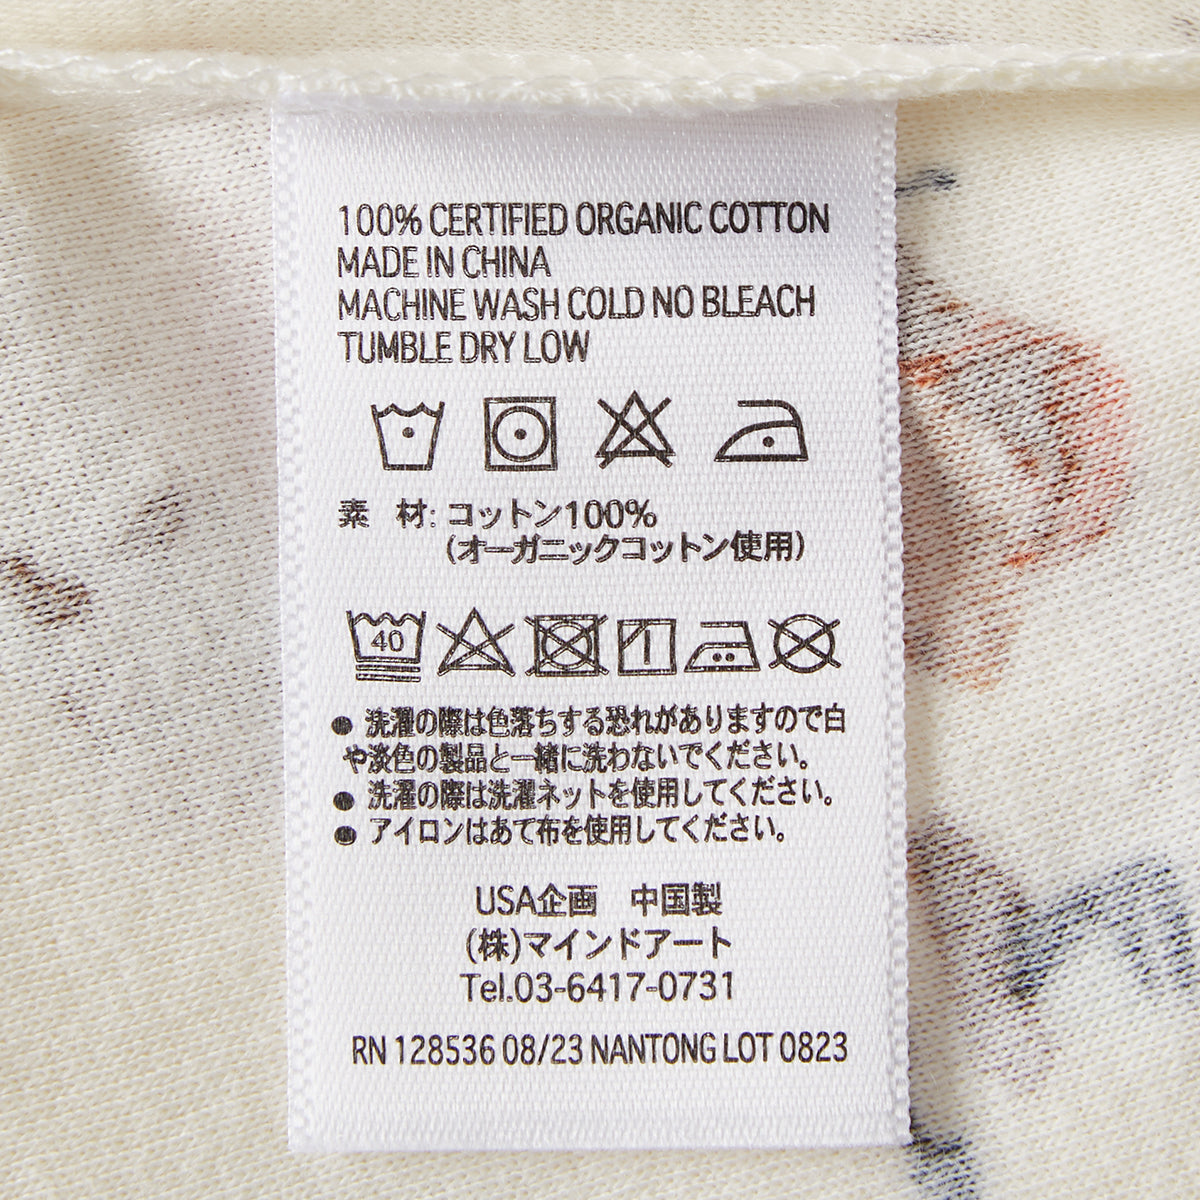 100% CERTIFIED ORGANIC COTTON
MADE IN CHINA
MACHINE WASH COLD NO BLEACH
TUMBLE DRY LOW
素 材: コットン100%
(オーガニックコットン使用)
40
● 洗濯の際は色落ちする恐れがありますので白
や淡色の製品と一緒に洗わないでください。
● 洗濯の際は洗濯ネットを使用してください。
● アイロンはあて布を使用してください。
USA企画 中国製
(株)マインドアート
Tel.03-6417-0731
RN 128536 08/23 NANTONG LOT 0823